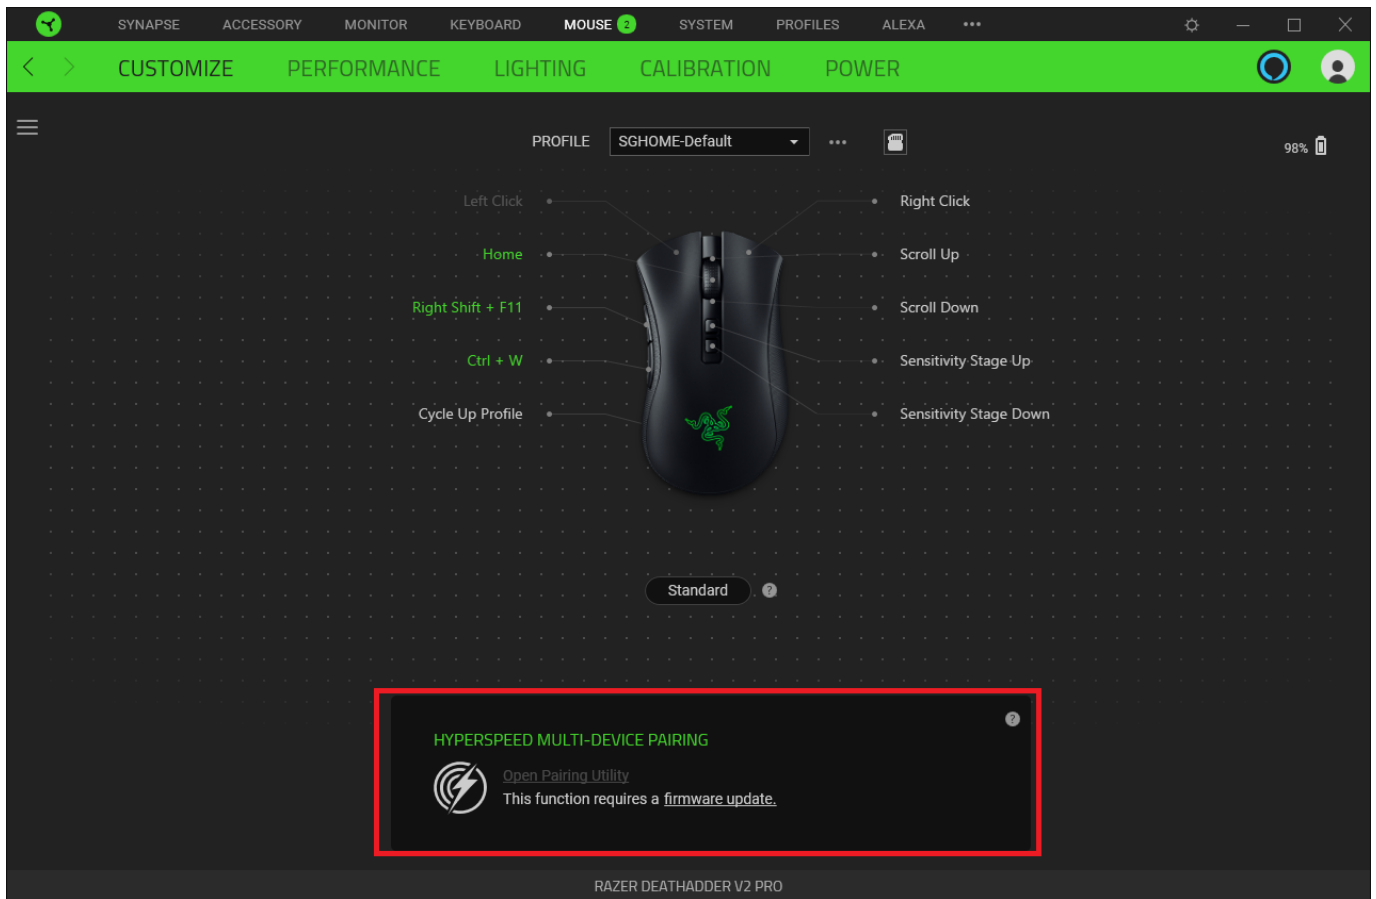 SYNAPSE ACCESSORY MONITOR KEYBOARD MOUSE 2 SYSTEM PROFILES ALEXA
CUSTOMIZE PERFORMANCE LIGHTING CALIBRATION POWER
PROFILE SGHOME-Default
98%
Left Click Right Click
Home Scroll Up
Right Shift + F11 Scroll Down
Ctrl + W Sensitivity Stage Up
Cycle Up Profile Sensitivity Stage Down
Standard ?
?
HYPERSPEED MULTI-DEVICE PAIRING
Open Pairing Utility
This function requires a firmware update.
RAZER DEATHADDER V2 PRO